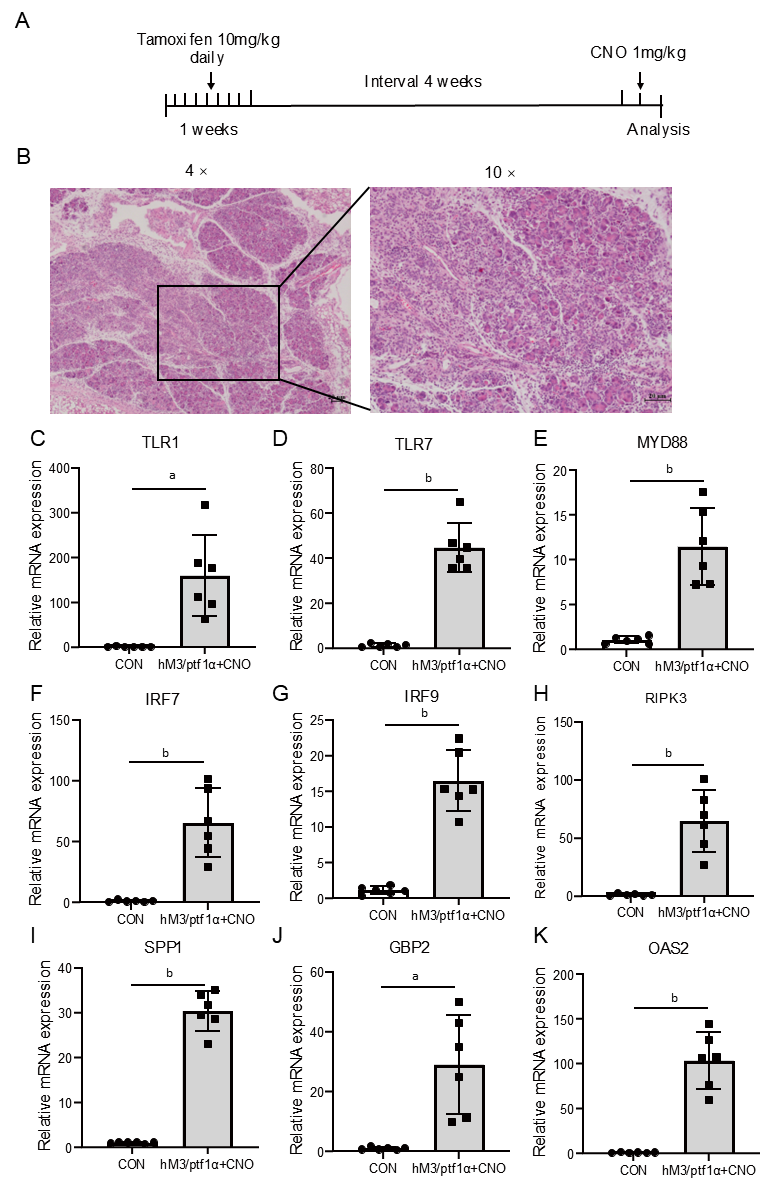 A
Tamoxifen 10mg/kg
daily
CNO 1mg/kg
Interval 4 weeks
1 weeks
Analysis
B
4 ×
10 ×
C
TLR1
a
Relative mRNA expression
400
300
200
100
0
CON
hM3/ptf1α+CNO
D
TLR7
b
Relative mRNA expression
80
60
40
20
0
CON
hM3/ptf1α+CNO
E
MYD88
b
Relative mRNA expression
20
15
10
5
0
CON
hM3/ptf1α+CNO
F
IRF7
b
Relative mRNA expression
150
100
50
0
CON
hM3/ptf1α+CNO
G
IRF9
b
Relative mRNA expression
25
20
15
10
5
0
CON
hM3/ptf1α+CNO
H
RIPK3
b
Relative mRNA expression
150
100
50
0
CON
hM3/ptf1α+CNO
I
SPP1
b
Relative mRNA expression
40
30
20
10
0
CON
hM3/ptf1α+CNO
J
GBP2
a
Relative mRNA expression
60
40
20
0
CON
hM3/ptf1α+CNO
K
OAS2
b
Relative mRNA expression
200
150
100
50
0
CON
hM3/ptf1α+CNO